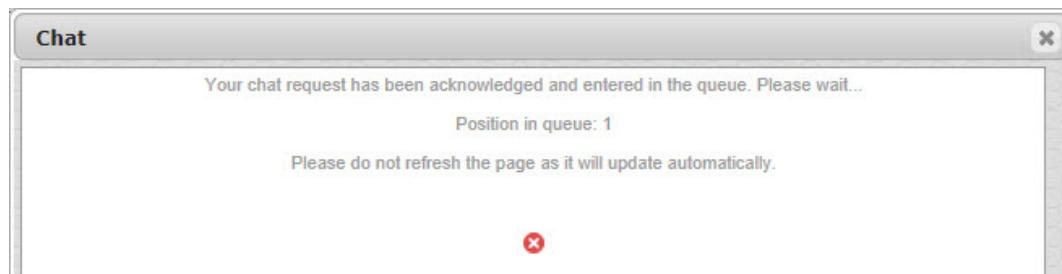 Chat
Your chat request has been acknowledged and entered in the queue. Please wait...
Position in queue: 1
Please do not refresh the page as it will update automatically.